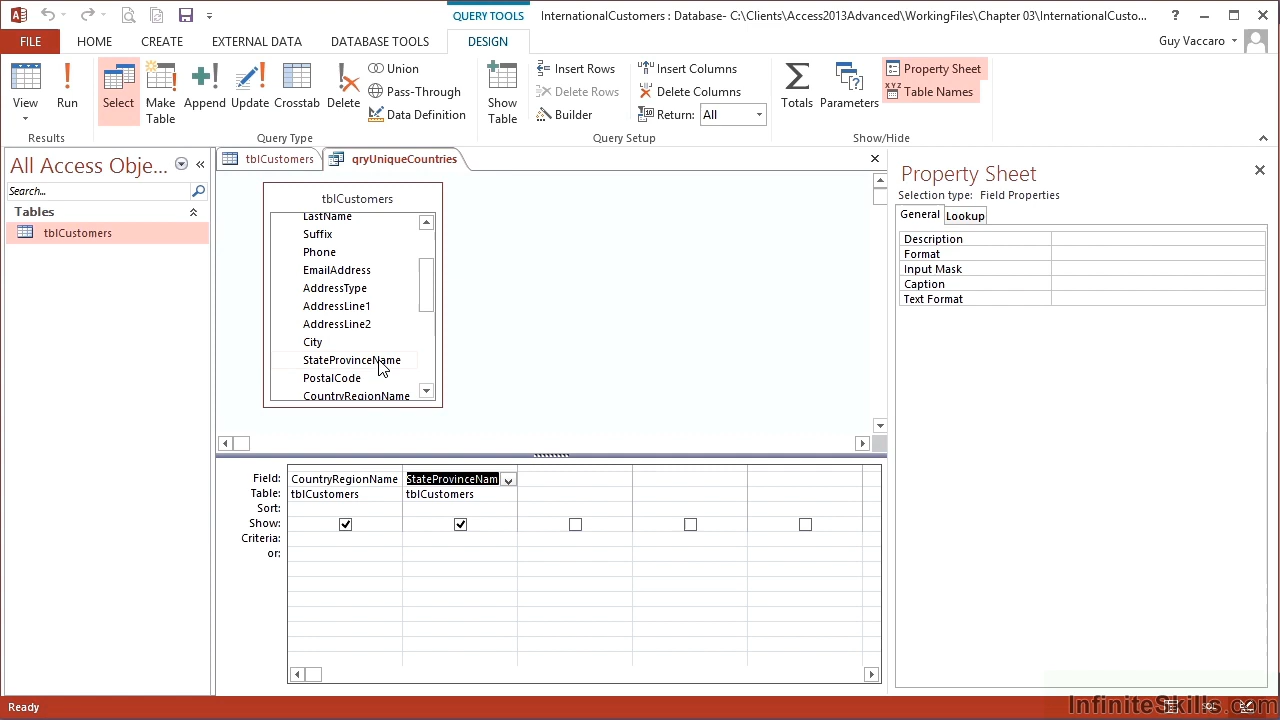 QUERY TOOLS
InternationalCustomers : Database- C:\Clients\Access2013Advanced\WorkingFiles\Chapter 03\InternationalCusto...
?
FILE HOME CREATE EXTERNAL DATA DATABASE TOOLS DESIGN
Guy Vaccaro
View
Run
Results
Select
Make Table
Append
Update
Crosstab
Delete
Union
Pass-Through
Data Definition
Query Type
Show Table
Insert Rows
Delete Rows
Builder
Insert Columns
Delete Columns
Return: All
Query Setup
Totals
Parameters
Property Sheet
XYZ Table Names
Show/Hide
All Access Obje...
Search...
Tables
tblCustomers
tblCustomers
qryUniqueCountries
tblCustomers
LastName
Suffix
Phone
EmailAddress
AddressType
AddressLine1
AddressLine2
City
StateProvinceName
PostalCode
CountryRegionName
Field: CountryRegionName StateProvinceNam
Table: tblCustomers tblCustomers
Sort:
Show:
Criteria:
or:
Property Sheet
Selection type: Field Properties
General Lookup
Description
Format
Input Mask
Caption
Text Format
Ready
InfiniteSkills.com